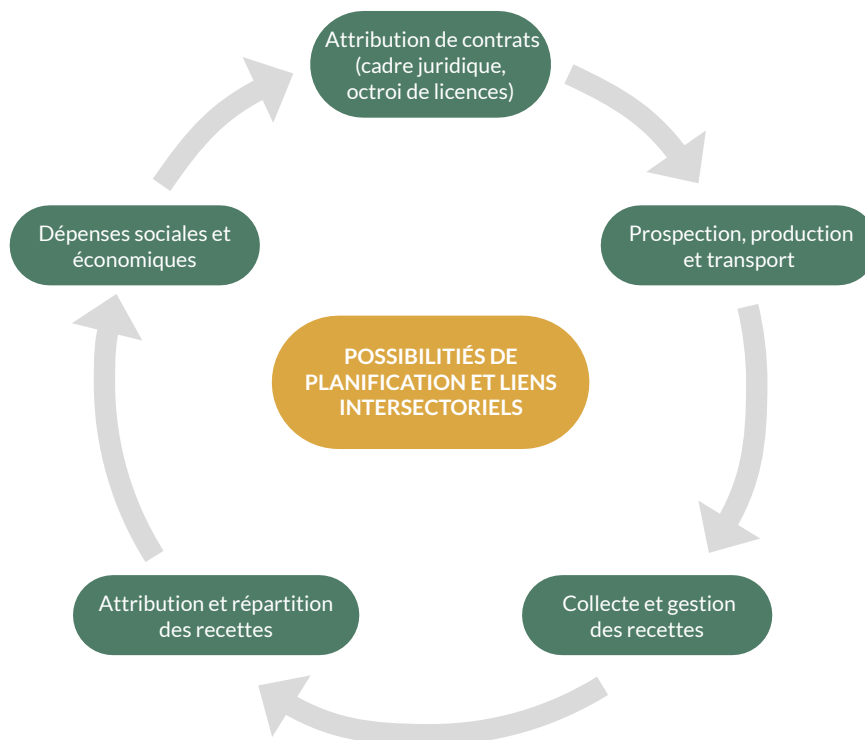 Attribution de contrats
(cadre juridique,
octroi de licences)
Prospection, production
et transport
Collecte et gestion
des recettes
Attribution et répartition
des recettes
Dépenses sociales et
économiques
POSSIBILITIÉS DE
PLANIFICATION ET LIENS
INTERSECTORIELS